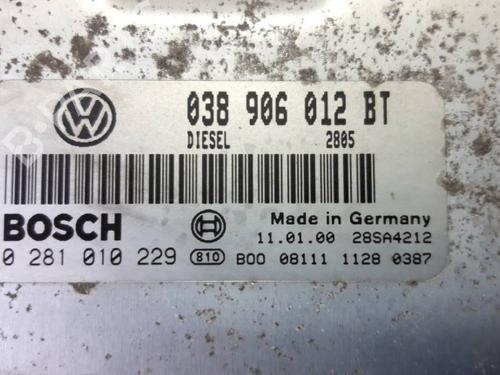 038 906 012 BT
DIESEL 2805
BOSCH
Made in Germany
11.01.00 28SA4212
0 281 010 229 810 B00 08111 1128 0387